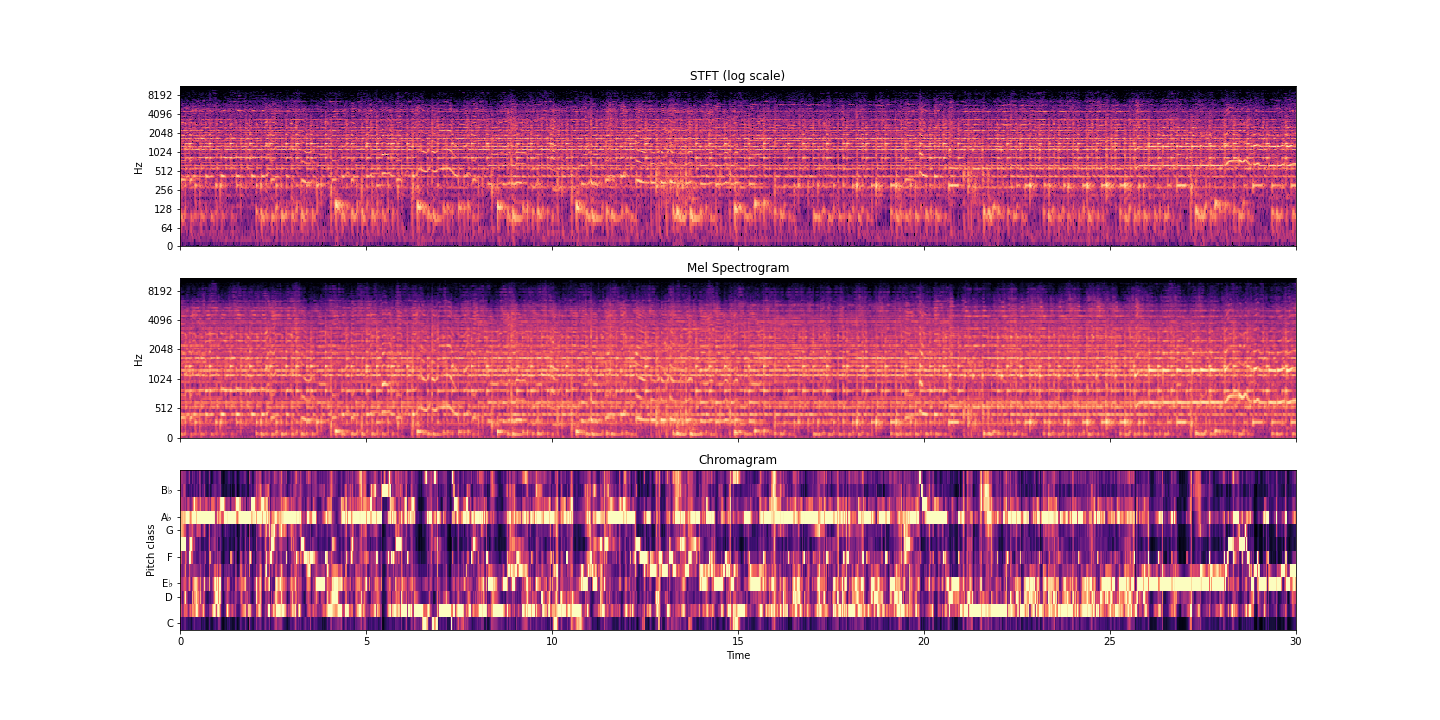 STFT (log scale)
8192
4096
2048
1024
512
256
128
64
0
Hz
Mel Spectrogram
8192
4096
2048
1024
512
0
Hz
Chromagram
B♭
A♭
G
F
E♭
D
C
Pitch class
0 5 10 15 20 25 30
Time